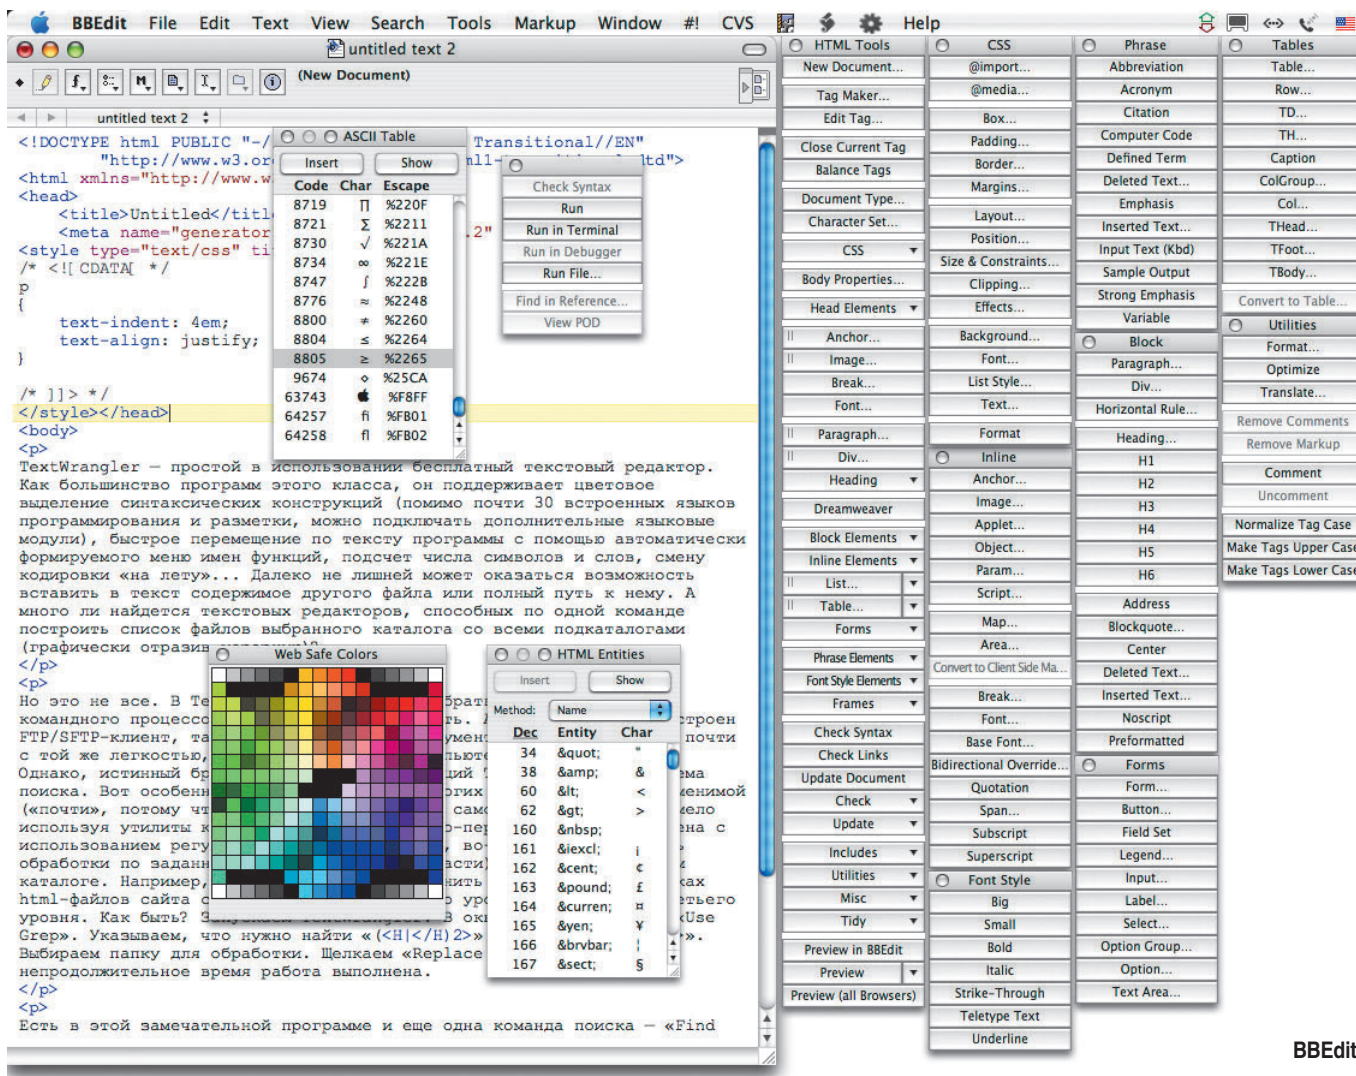 BBEdit File Edit Text View Search Tools Markup Window #! CVS Help
untitled text 2
(New Document)
untitled text 2
<!DOCTYPE html PUBLIC "-/ Transitional//EN"
"http://www.w3.or
<html xmlns="http://www.w
<head>
<title>Untitled</titl
<meta name="generator .2"
<style type="text/css" ti
/* <![CDATA[ */
p
{
text-indent: 4em;
text-align: justify;
}
/* ]]> */
</style></head>
<body>
<p>
TextWrangler — простой в использовании бесплатный текстовый редактор.
Как большинство программ этого класса, он поддерживает цветовое
выделение синтаксических конструкций (помимо почти 30 встроенных языков
программирования и разметки, можно подключать дополнительные языковые
модули), быстрое перемещение по тексту программы с помощью автоматически
формируемого меню имен функций, подсчет числа символов и слов, смену
кодировки «на лету»... Далеко не лишней может оказаться возможность
вставить в текст содержимое другого файла или полный путь к нему. А
много ли найдется текстовых редакторов, способных по одной команде
построить список файлов выбранного каталога со всеми подкаталогами
(графически отразив
</p>
<p>
Но это не все. В Те
командного процессо
FTP/SFTP-клиент, та
с той же легкостью,
Однако, истинный бр
поиска. Вот особенн
(«почти», потому чт
используя утилиты к
использованием регу
обработки по заданн
каталоге. Например,
html-файлов сайта с
уровня. Как быть?
Grep». Указываем, что нужно найти «(<H|</H)2>»
Выбираем папку для обработки. Щелкаем «Replace
непродолжительное время работа выполнена.
</p>
<p>
Есть в этой замечательной программе и еще одна команда поиска — «Find
ASCII Table
Insert Show
Code Char Escape
8719 ∏ %220F
8721 ∑ %2211
8730 √ %221A
8734 ∞ %221E
8747 ∫ %222B
8776 ≈ %2248
8800 ≠ %2260
8804 ≤ %2264
8805 ≥ %2265
9674 ◊ %25CA
63743 %F8FF
64257 fi %FB01
64258 fl %FB02
Check Syntax
Run
Run in Terminal
Run in Debugger
Run File...
Find in Reference...
View POD
Web Safe Colors
HTML Entities
Insert Show
Method: Name
Dec Entity Char
34 &quot; "
38 &amp; &
60 &lt; <
62 &gt; >
160 &nbsp;
161 &iexcl; ¡
162 &cent; ¢
163 &pound; £
164 &curren; ¤
165 &yen; ¥
166 &brvbar; ¦
167 &sect; §
HTML Tools
New Document...
Tag Maker...
Edit Tag...
Close Current Tag
Balance Tags
Document Type...
Character Set...
CSS
Body Properties...
Head Elements
Anchor...
Image...
Break...
Font...
Paragraph...
Div...
Heading
Dreamweaver
Block Elements
Inline Elements
List...
Table...
Forms
Phrase Elements
Font Style Elements
Frames
Check Syntax
Check Links
Update Document
Check
Update
Includes
Utilities
Misc
Tidy
Preview in BBEdit
Preview
Preview (all Browsers)
CSS
@import...
@media...
Box...
Padding...
Border...
Margins...
Layout...
Position...
Size & Constraints...
Clipping...
Effects...
Background...
Font...
List Style...
Text...
Format
Inline
Anchor...
Image...
Applet...
Object...
Param...
Script...
Map...
Area...
Convert to Client Side Ma...
Break...
Font...
Base Font...
Bidirectional Override...
Quotation
Span...
Subscript
Superscript
Font Style
Big
Small
Bold
Italic
Strike-Through
Teletype Text
Underline
Phrase
Abbreviation
Acronym
Citation
Computer Code
Defined Term
Deleted Text...
Emphasis
Inserted Text...
Input Text (Kbd)
Sample Output
Strong Emphasis
Variable
Block
Paragraph...
Div...
Horizontal Rule...
Heading...
H1
H2
H3
H4
H5
H6
Address
Blockquote...
Center
Deleted Text...
Inserted Text...
Noscript
Preformatted
Forms
Form...
Button...
Field Set
Legend...
Input...
Label...
Select...
Option Group...
Option...
Text Area...
Tables
Table...
Row...
TD...
TH...
Caption
ColGroup...
Col...
THead...
TFoot...
TBody...
Convert to Table...
Utilities
Format...
Optimize
Translate...
Remove Comments
Remove Markup
Comment
Uncomment
Normalize Tag Case
Make Tags Upper Case
Make Tags Lower Case
BBEdit